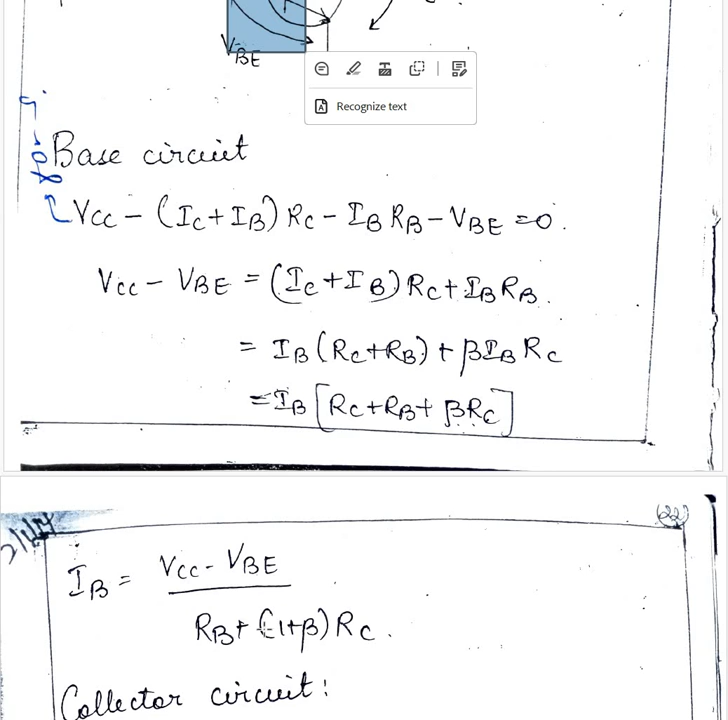 VBE
Recognize text
Base circuit
Vcc - (Ic + IB) Rc - IB RB - VBE = 0.
Vcc - VBE = (Ic + IB) Rc + IB RB.
= IB (Rc + RB) + βIB Rc
= IB [Rc + RB + βRc]
(22)
IB = Vcc - VBE
RB + (1+β) Rc.
Collector circuit: